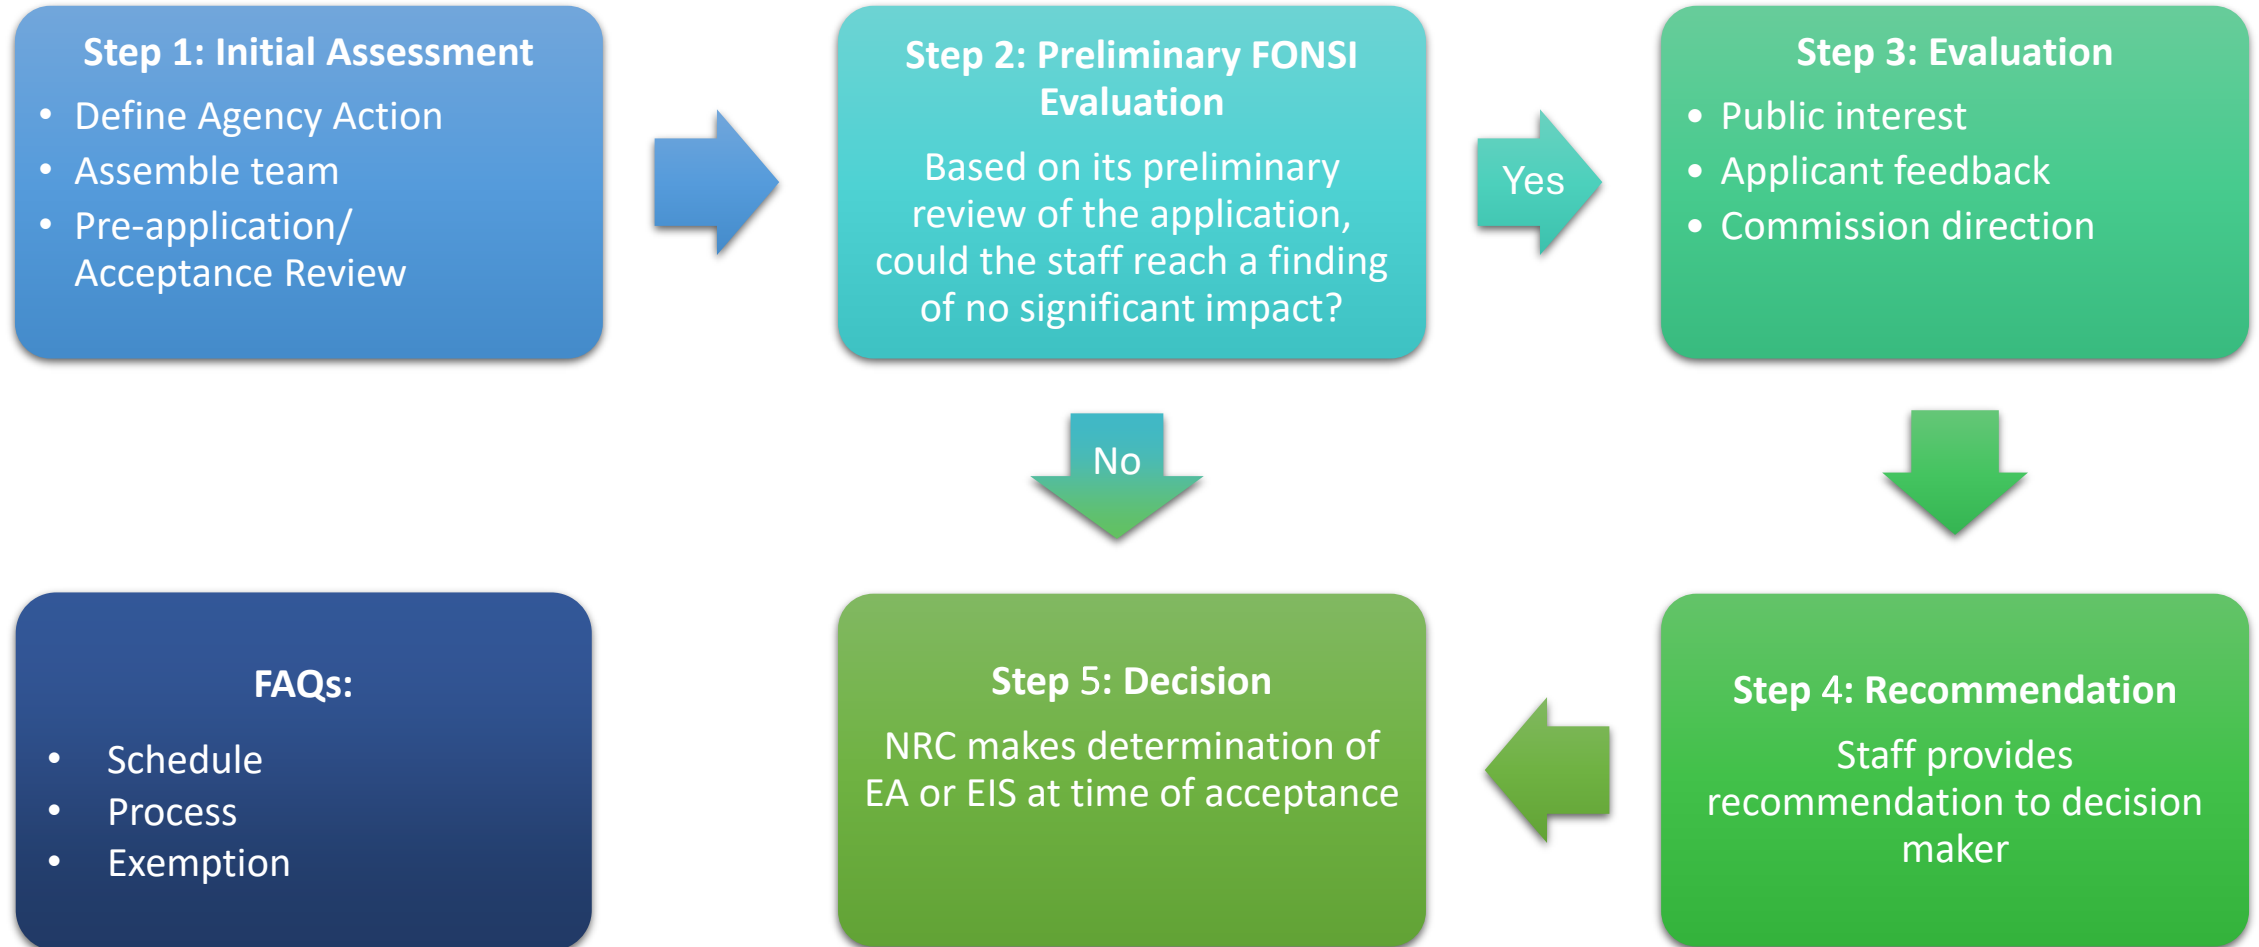 Step 1: Initial Assessment
• Define Agency Action
• Assemble team
• Pre-application/
Acceptance Review
Step 2: Preliminary FONSI
Evaluation
Based on its preliminary
review of the application,
could the staff reach a finding
of no significant impact?
Yes
Step 3: Evaluation
• Public interest
• Applicant feedback
• Commission direction
No
FAQs:
• Schedule
• Process
• Exemption
Step 5: Decision
NRC makes determination of
EA or EIS at time of acceptance
Step 4: Recommendation
Staff provides
recommendation to decision
maker